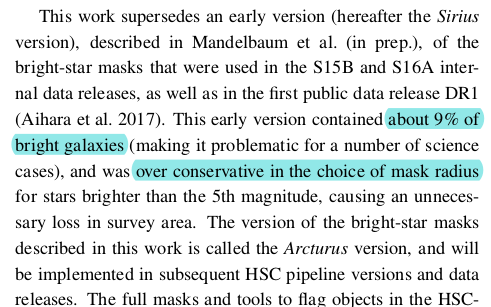 This work supersedes an early version (hereafter the Sirius
version), described in Mandelbaum et al. (in prep.), of the
bright-star masks that were used in the S15B and S16A inter-
nal data releases, as well as in the first public data release DR1
(Aihara et al. 2017). This early version contained about 9% of
bright galaxies (making it problematic for a number of science
cases), and was over conservative in the choice of mask radius
for stars brighter than the 5th magnitude, causing an unneces-
sary loss in survey area. The version of the bright-star masks
described in this work is called the Arcturus version, and will
be implemented in subsequent HSC pipeline versions and data
releases. The full masks and tools to flag objects in the HSC-